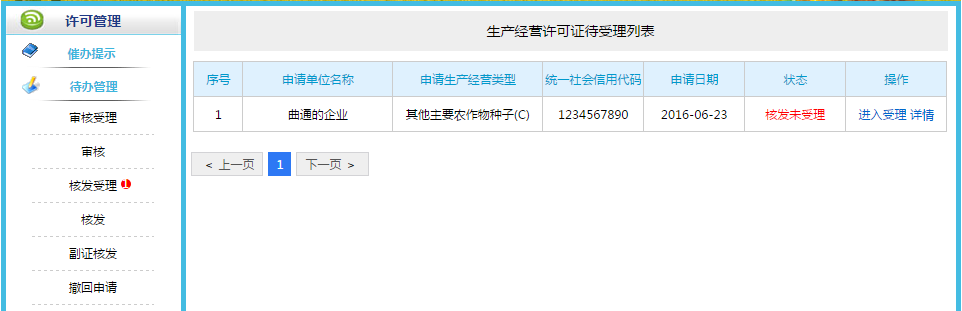 许可管理
催办提示
待办管理
审核受理
审核
核发受理 1
核发
副证核发
撤回申请
生产经营许可证待受理列表
序号 申请单位名称 申请生产经营类型 统一社会信用代码 申请日期 状态 操作
1 曲通的企业 其他主要农作物种子(C) 1234567890 2016-06-23 核发未受理 进入受理 详情
< 上一页 1 下一页 >